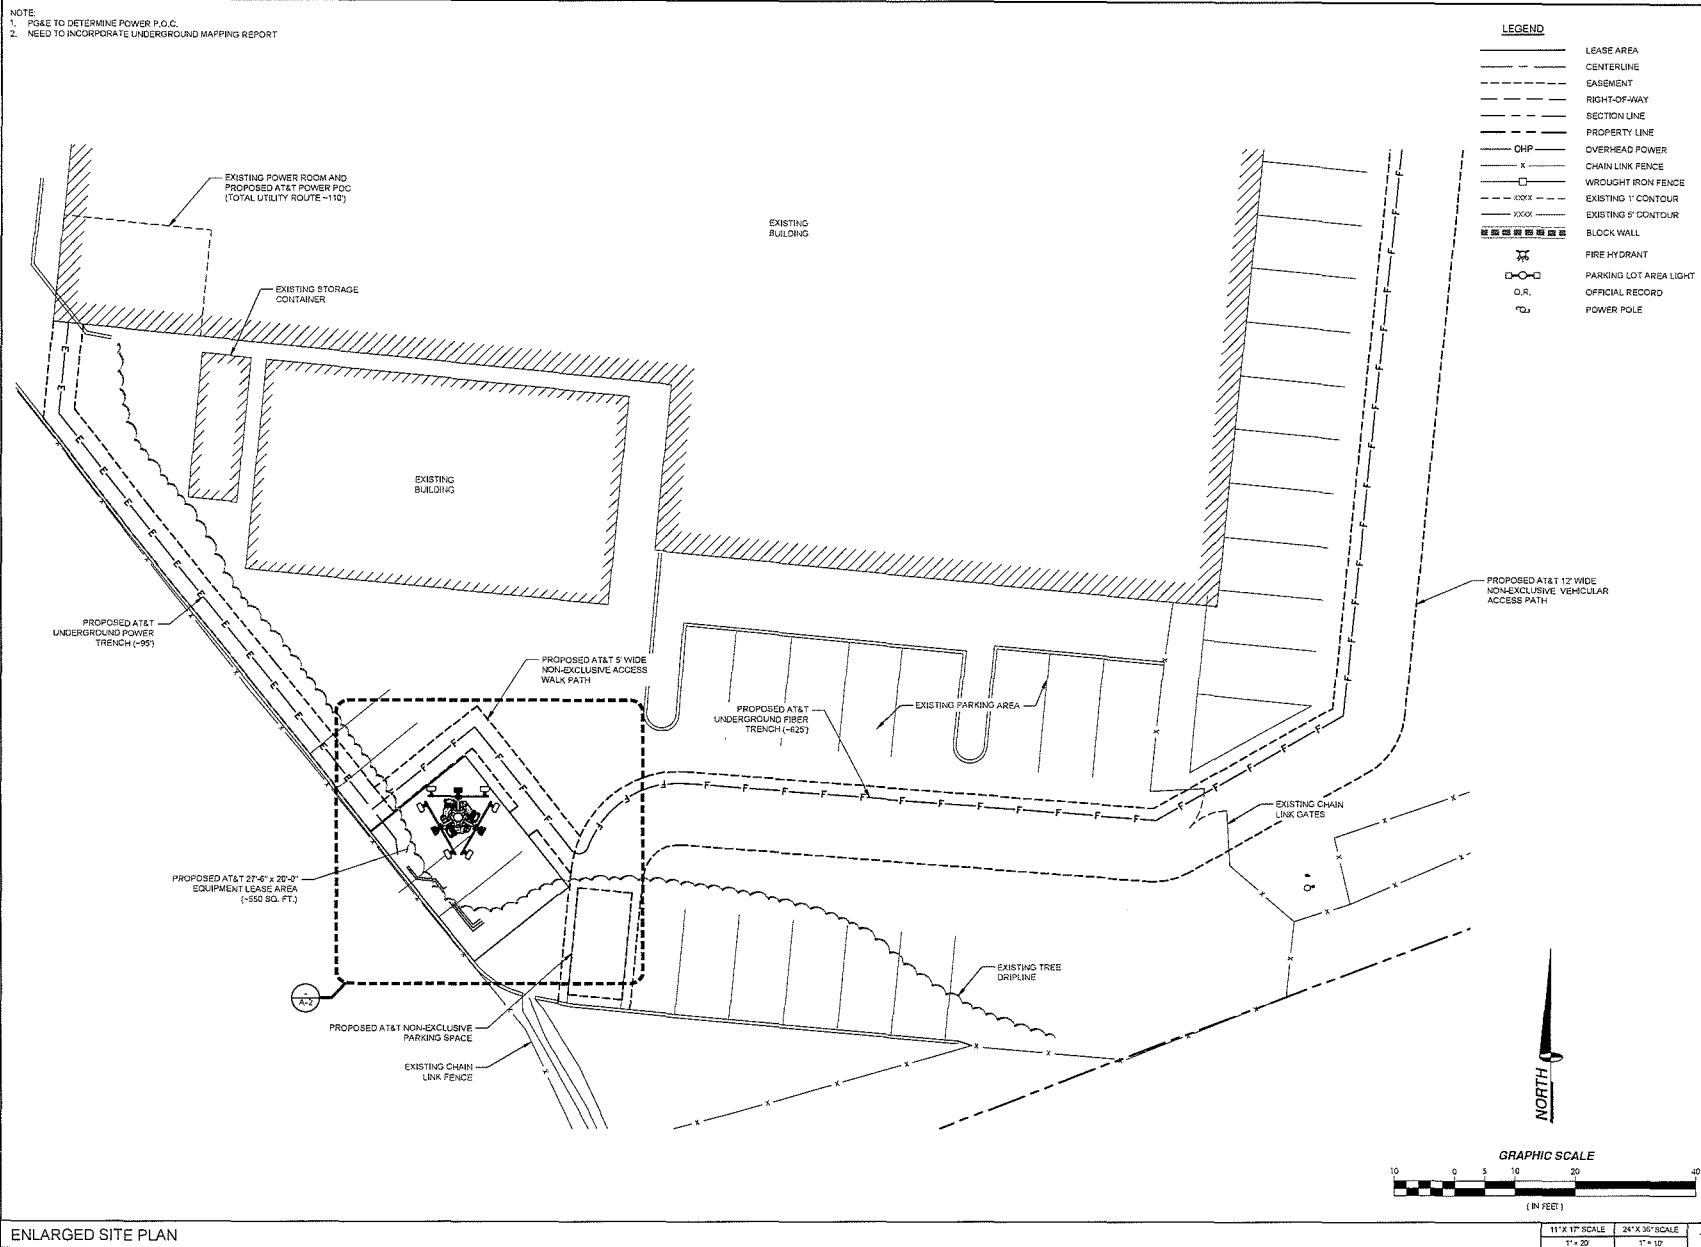 NOTE:
1. PG&E TO DETERMINE POWER P.O.C.
2. NEED TO INCORPORATE UNDERGROUND MAPPING REPORT
LEGEND
LEASE AREA
CENTERLINE
EASEMENT
RIGHT-OF-WAY
SECTION LINE
PROPERTY LINE
OHP OVERHEAD POWER
X CHAIN LINK FENCE
WROUGHT IRON FENCE
XXXX EXISTING 1' CONTOUR
XXXX EXISTING 5' CONTOUR
BLOCK WALL
FIRE HYDRANT
PARKING LOT AREA LIGHT
O.R. OFFICIAL RECORD
POWER POLE
EXISTING POWER ROOM AND
PROPOSED AT&T POWER POC
(TOTAL UTILITY ROUTE ~110')
EXISTING
BUILDING
EXISTING STORAGE
CONTAINER
EXISTING
BUILDING
PROPOSED AT&T 12' WIDE
NON-EXCLUSIVE VEHICULAR
ACCESS PATH
PROPOSED AT&T
UNDERGROUND POWER
TRENCH (~95')
PROPOSED AT&T 5' WIDE
NON-EXCLUSIVE ACCESS
WALK PATH
PROPOSED AT&T
UNDERGROUND FIBER
TRENCH (~625')
EXISTING PARKING AREA
EXISTING CHAIN
LINK GATES
PROPOSED AT&T 27'-6" x 20'-0"
EQUIPMENT LEASE AREA
(~550 SQ. FT.)
EXISTING TREE
DRIPLINE
A-2
PROPOSED AT&T NON-EXCLUSIVE
PARKING SPACE
EXISTING CHAIN
LINK FENCE
NORTH
GRAPHIC SCALE
10 0 5 10 20 40
( IN FEET )
ENLARGED SITE PLAN
11" X 17" SCALE 24" X 36" SCALE
1" = 20' 1" = 10'